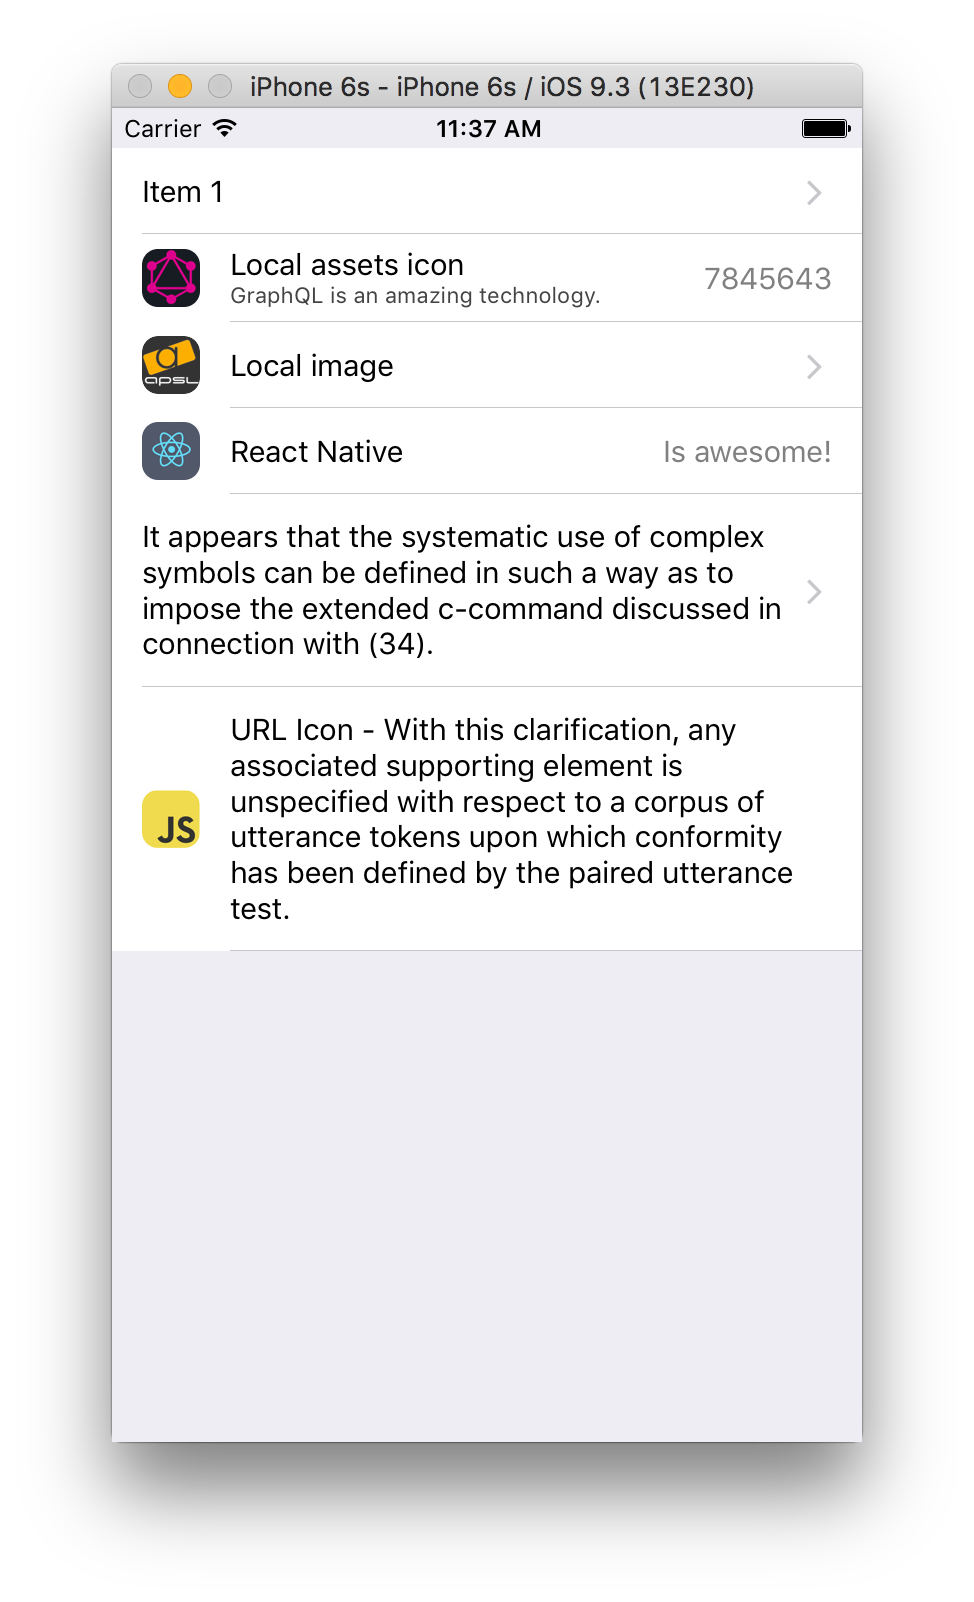 iPhone 6s - iPhone 6s / iOS 9.3 (13E230)
Carrier 11:37 AM
Item 1
Local assets icon
GraphQL is an amazing technology.
7845643
apsl
Local image
React Native Is awesome!
It appears that the systematic use of complex
symbols can be defined in such a way as to
impose the extended c-command discussed in
connection with (34).
URL Icon - With this clarification, any
associated supporting element is
unspecified with respect to a corpus of
utterance tokens upon which conformity
has been defined by the paired utterance
test.
JS